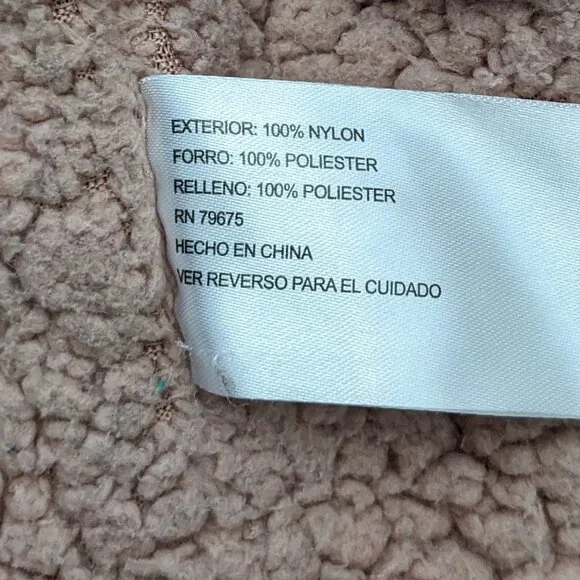 EXTERIOR: 100% NYLON
FORRO: 100% POLIESTER
RELLENO: 100% POLIESTER
RN 79675
HECHO EN CHINA
VER REVERSO PARA EL CUIDADO